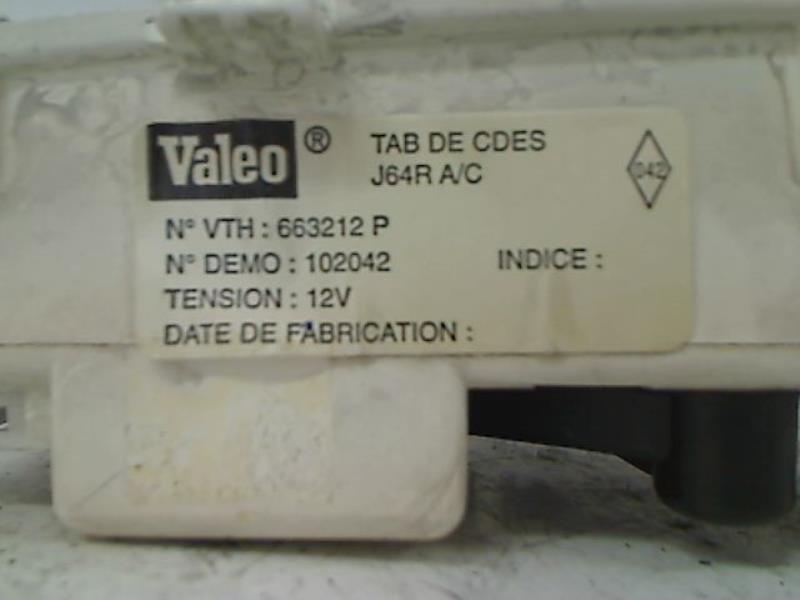 Valeo® TAB DE CDES
J64R A/C
042
N° VTH : 663212 P
N° DEMO : 102042 INDICE :
TENSION : 12V
DATE DE FABRICATION :